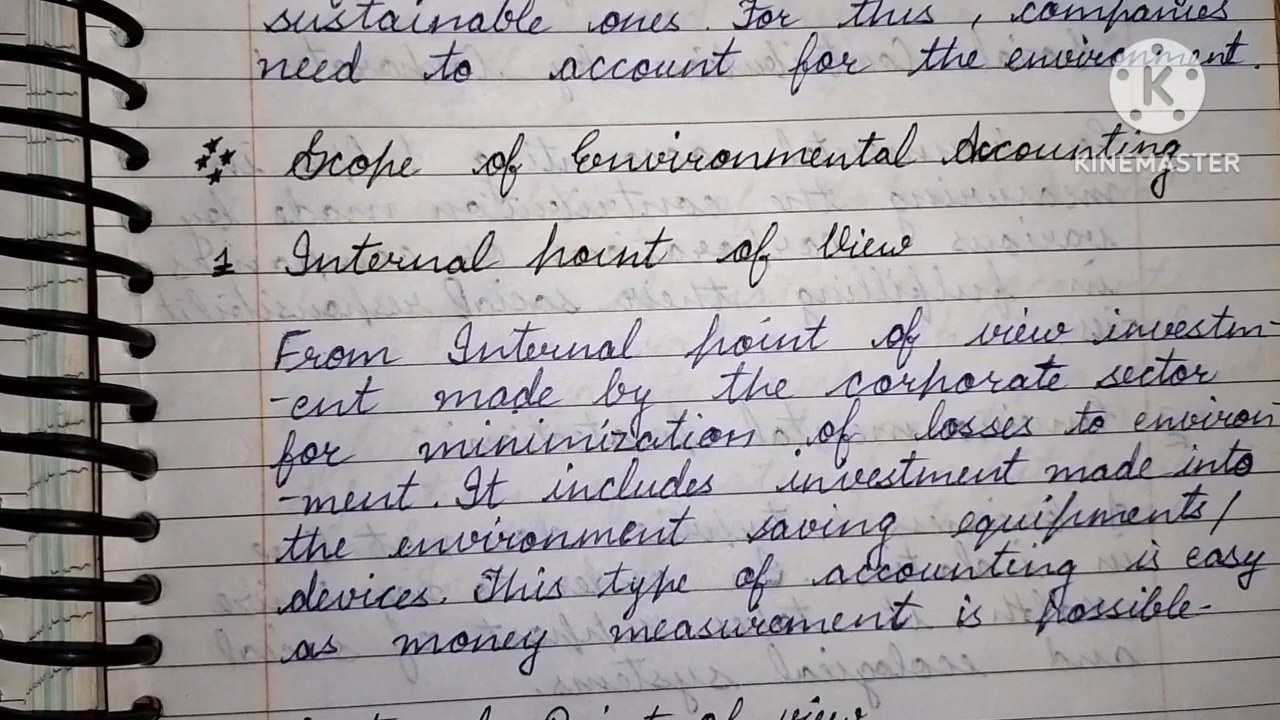 sustainable ones. For this, companies
need to account for the environment.
Scope of Environmental Accounting
1 Internal point of View
From Internal point of view investm-
-ent made by the corporate sector
for minimization of losses to environ
-ment. It includes investment made into
the environment saving equipments/
devices. This type of accounting is easy
as money measurement is possible-
Point of view
K
KINEMASTER